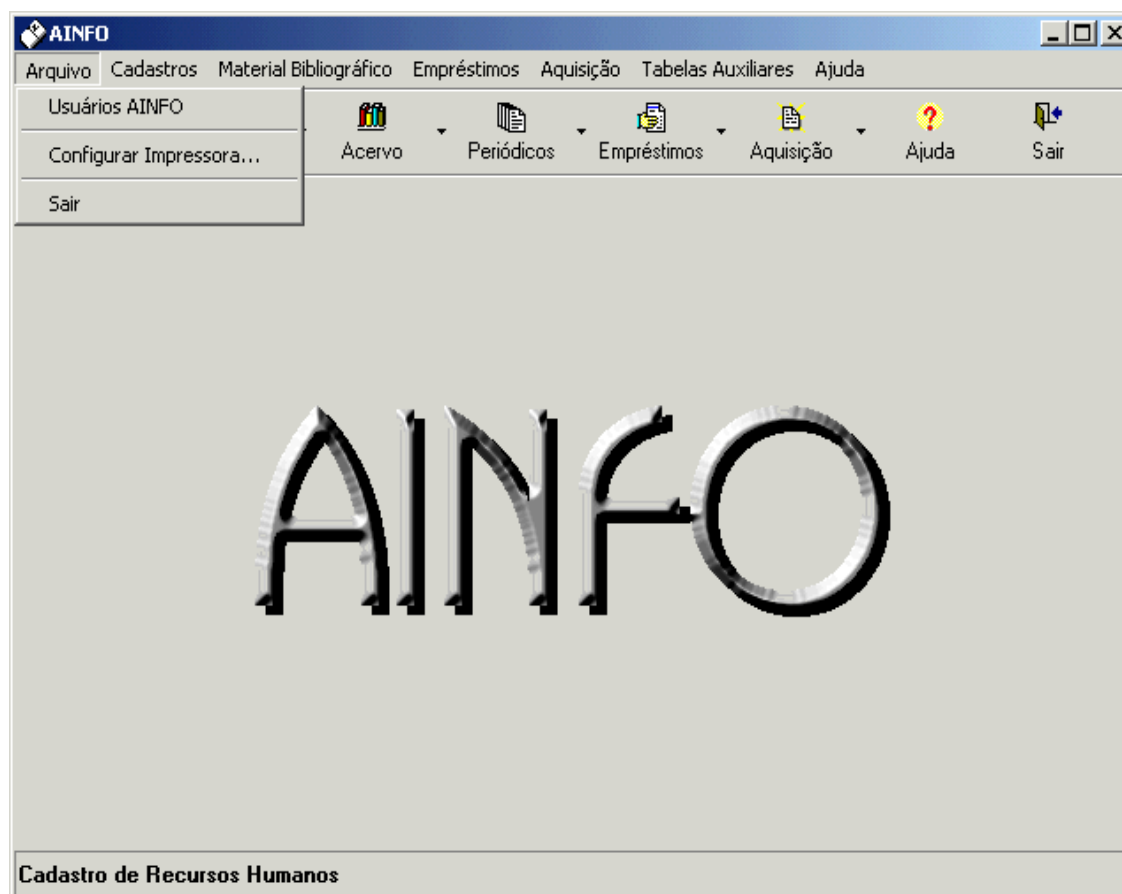 AINFO
Arquivo Cadastros Material Bibliográfico Empréstimos Aquisição Tabelas Auxiliares Ajuda
Usuários AINFO
Configurar Impressora...
Sair
Acervo Periódicos Empréstimos Aquisição Ajuda Sair
AINFO
Cadastro de Recursos Humanos